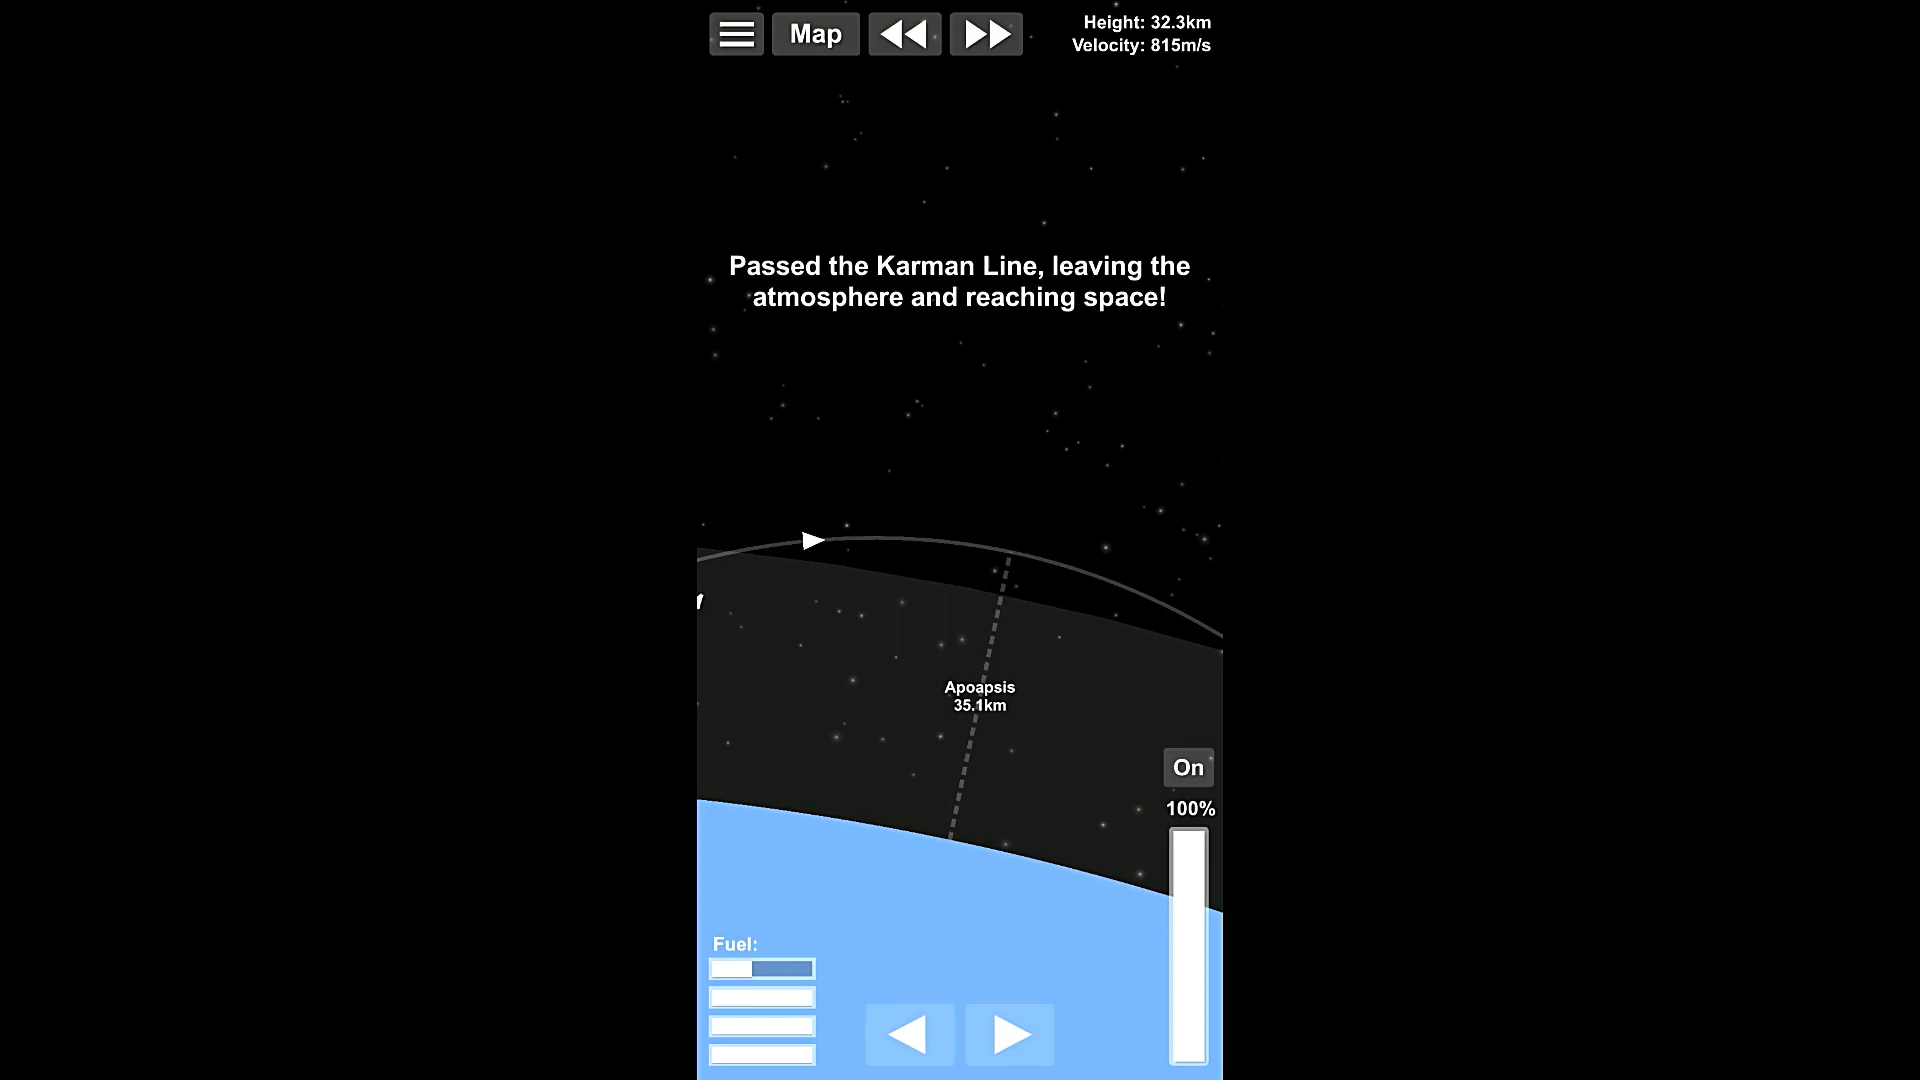 Map
Height: 32.3km
Velocity: 815m/s
Passed the Karman Line, leaving the
atmosphere and reaching space!
Apoapsis
35.1km
On
100%
Fuel: